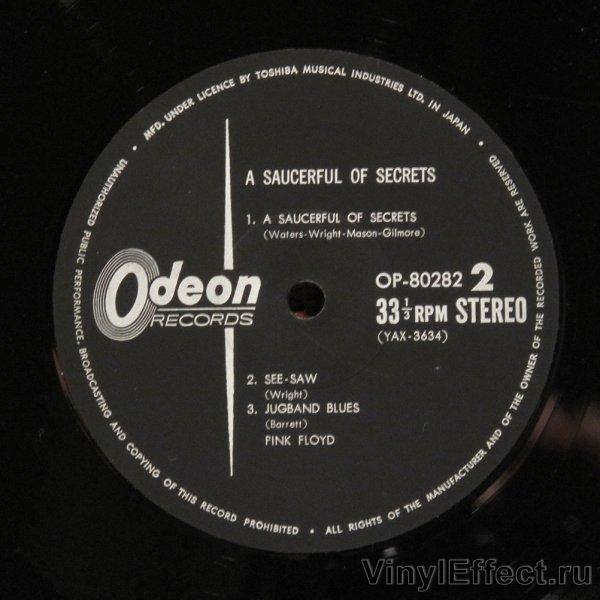 MFD. UNDER LICENCE BY TOSHIBA MUSICAL INDUSTRIES LTD. IN JAPAN •
UNAUTHORIZED PUBLIC PERFORMANCE, BROADCASTING AND COPYING OF THIS RECORD PROHIBITED • ALL RIGHTS OF THE MANUFACTURER AND OF THE OWNER OF THE RECORDED WORK ARE RESERVED
A SAUCERFUL OF SECRETS
1. A SAUCERFUL OF SECRETS
(Waters-Wright-Mason-Gilmore)
Odeon
RECORDS
OP-80282 2
33 1/3 RPM STEREO
(YAX-3634)
2. SEE-SAW
(Wright)
3. JUGBAND BLUES
(Barrett)
PINK FLOYD
VinylEffect.ru